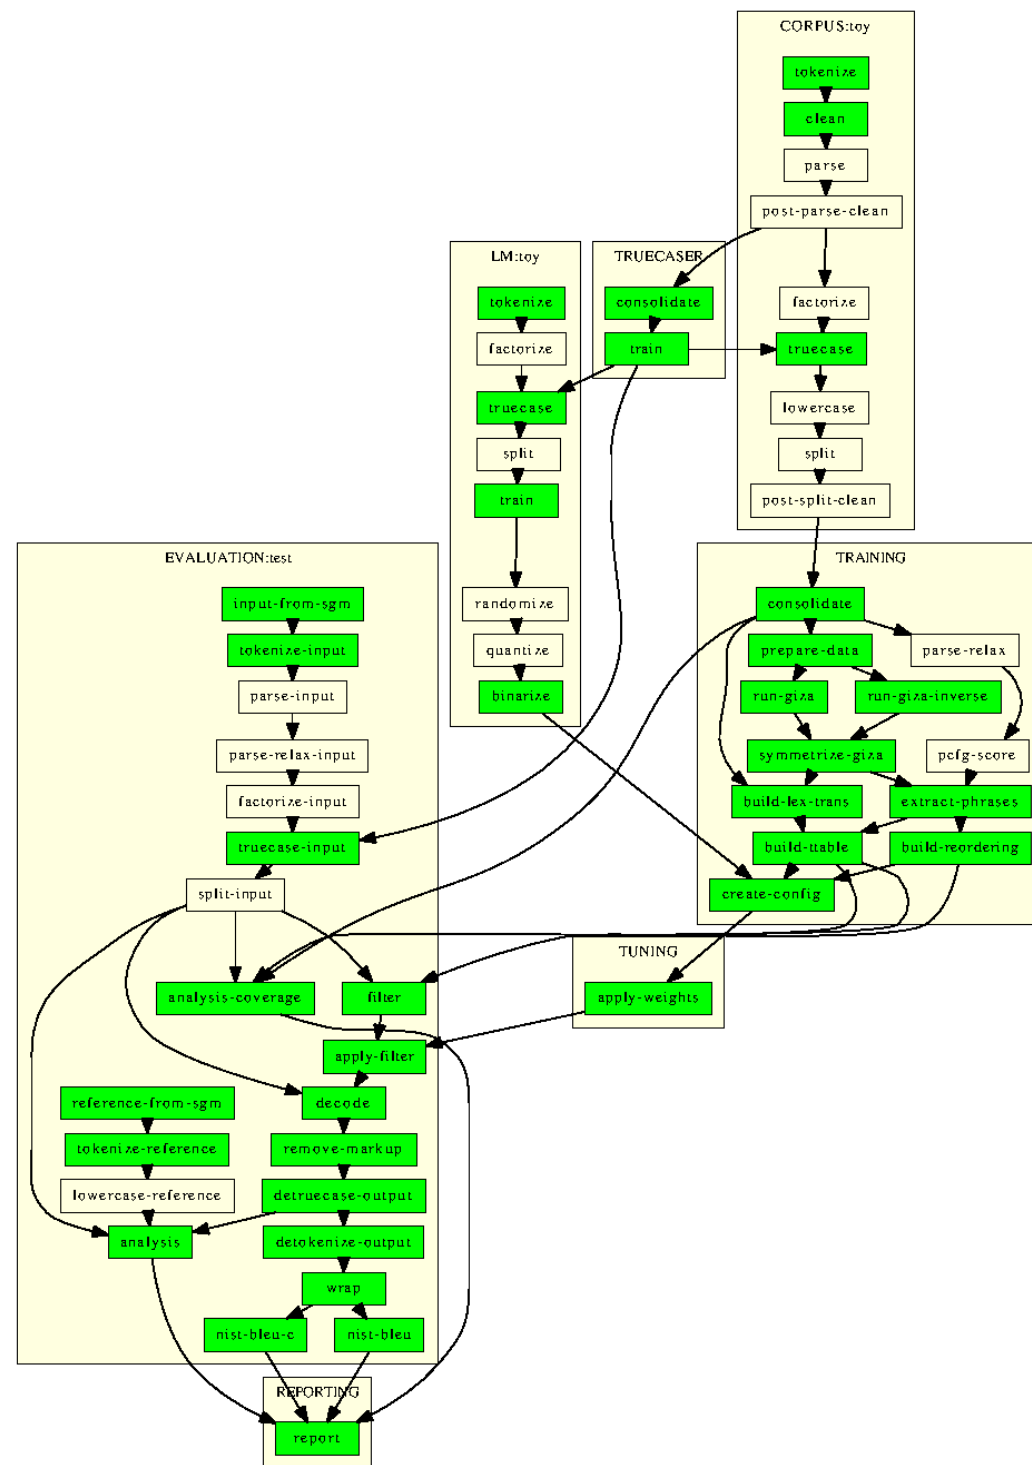 CORPUS:toy
tokenize
clean
parse
post-parse-clean
factorize
truecase
lowercase
split
post-split-clean
LM:toy
tokenize
factorize
truecase
split
train
randomize
quantize
binarize
TRUECASER
consolidate
train
EVALUATION:test
input-from-sgm
tokenize-input
parse-input
parse-relax-input
factorize-input
truecase-input
split-input
analysis-coverage
filter
apply-filter
decode
reference-from-sgm
remove-markup
tokenize-reference
detruecase-output
lowercase-reference
detokenize-output
analysis
wrap
nist-bleu-c
nist-bleu
TRAINING
consolidate
prepare-data
parse-relax
run-giza
run-giza-inverse
symmetrize-giza
pcfg-score
build-lex-trans
extract-phrases
build-ttable
build-reordering
create-config
TUNING
apply-weights
REPORTING
report